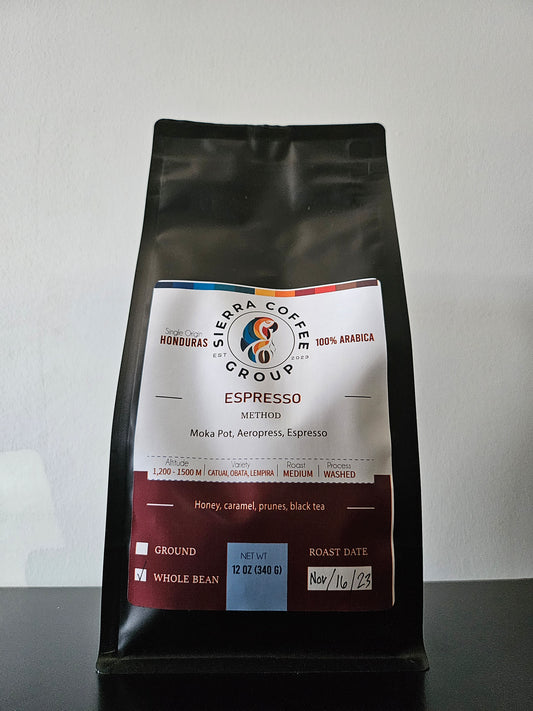 Single Origin
HONDURAS
SIERRA COFFEE
GROUP
EST 2023
100% ARABICA
ESPRESSO
METHOD
Moka Pot, Aeropress, Espresso
Altitude Variety Roast Process
1,200 - 1500 M CATUAI, OBATA, LEMPIRA MEDIUM WASHED
Honey, caramel, prunes, black tea
GROUND
WHOLE BEAN
NET WT
12 OZ (340 G)
ROAST DATE
Nov/16/23